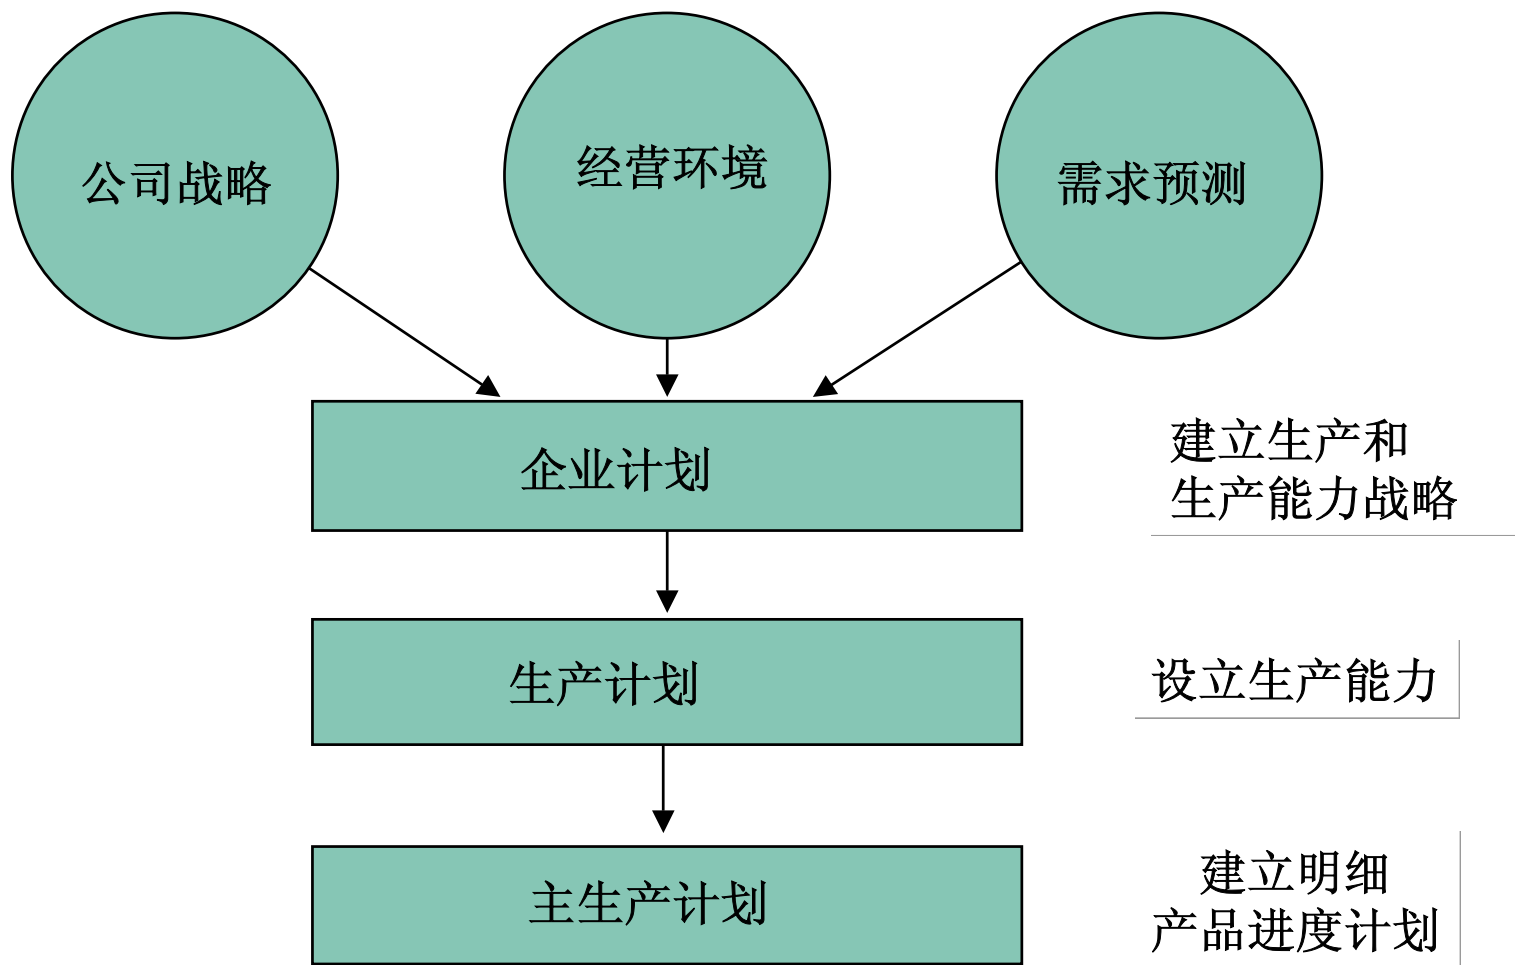 公司战略
经营环境
需求预测
企业计划
建立生产和
生产能力战略
生产计划
设立生产能力
主生产计划
建立明细
产品进度计划